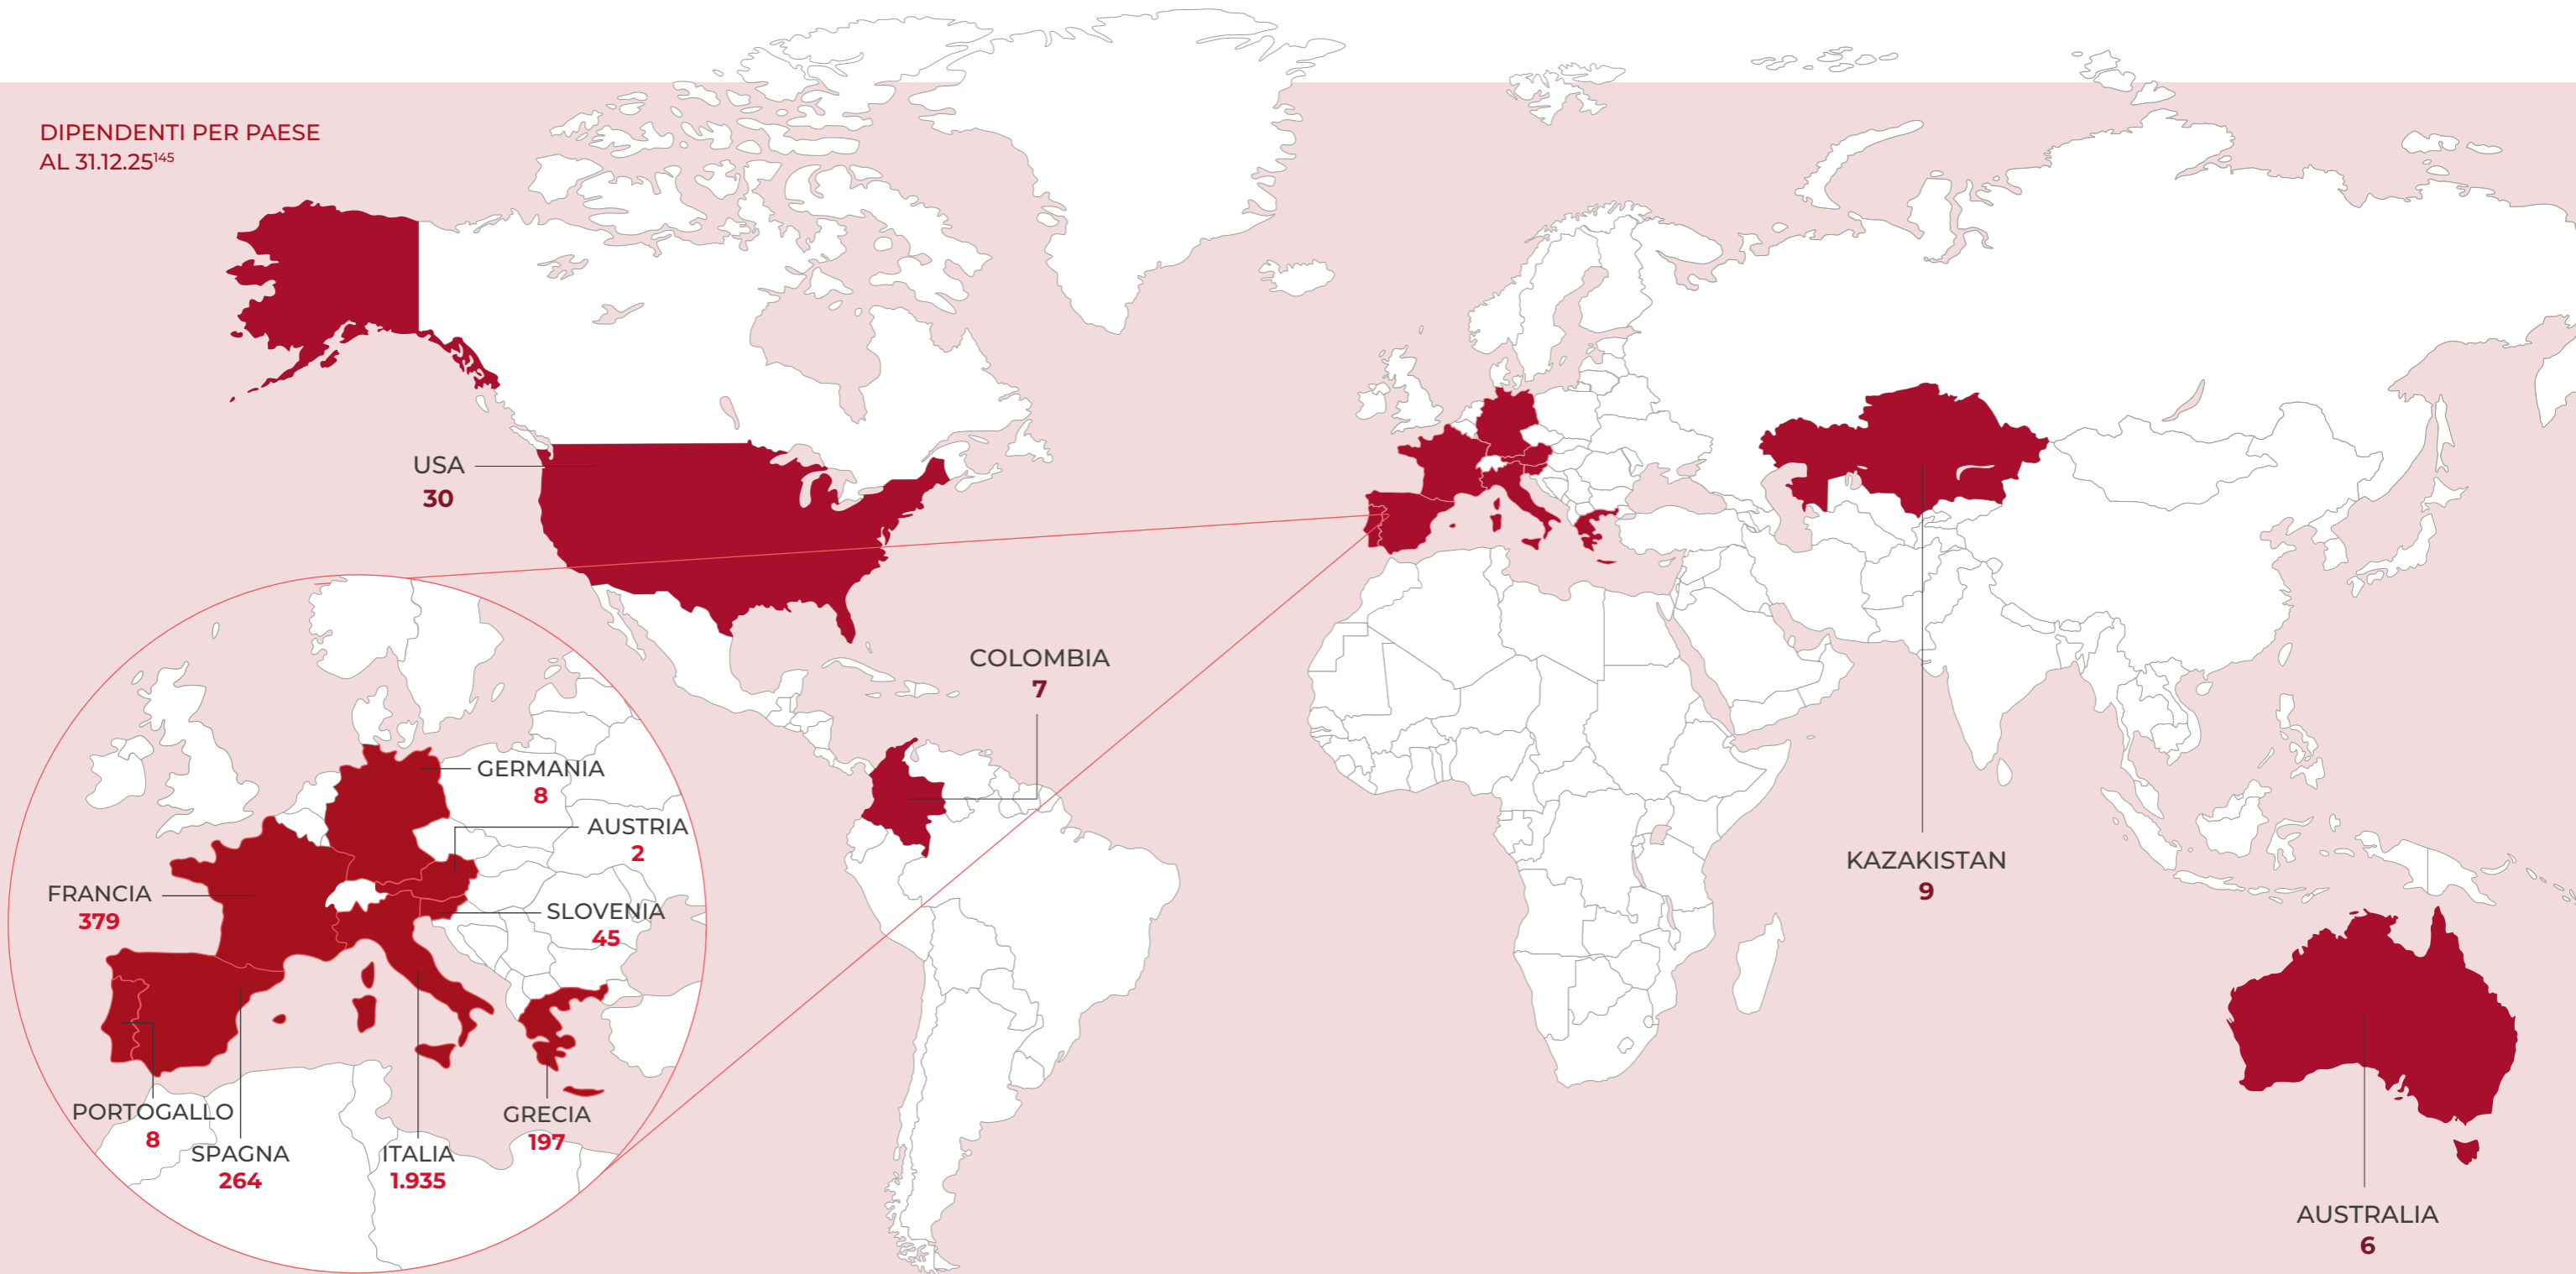 DIPENDENTI PER PAESE
AL 31.12.25¹⁴⁵
USA
30
COLOMBIA
7
KAZAKISTAN
9
AUSTRALIA
6
GERMANIA
8
AUSTRIA
2
FRANCIA
379
SLOVENIA
45
PORTOGALLO
8
SPAGNA
264
ITALIA
1.935
GRECIA
197